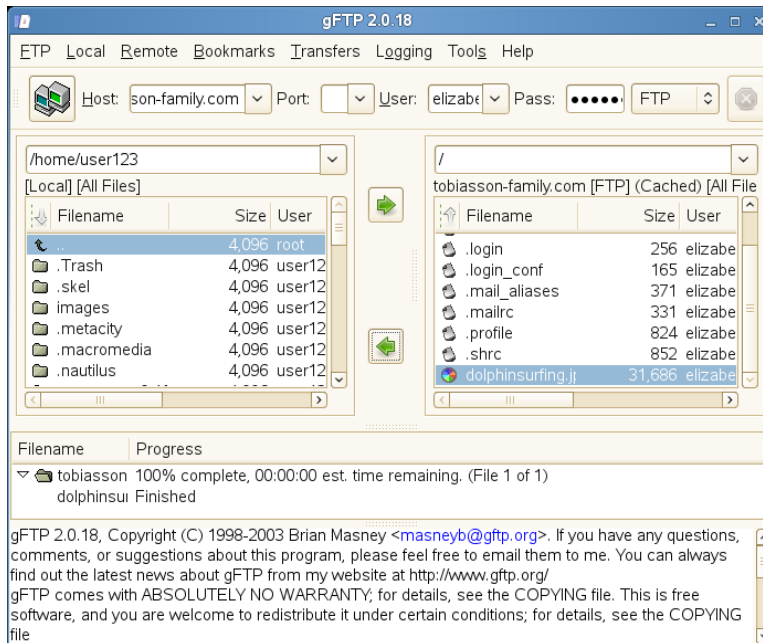 gFTP 2.0.18
FTP Local Remote Bookmarks Transfers Logging Tools Help
Host: son-family.com Port: User: elizabe Pass: ●●●●● FTP
/home/user123
[Local] [All Files]
Filename Size User
.. 4,096 root
.Trash 4,096 user12
.skel 4,096 user12
images 4,096 user12
.metacity 4,096 user12
.macromedia 4,096 user12
.nautilus 4,096 user12
/
tobiasson-family.com [FTP] (Cached) [All File
Filename Size User
.login 256 elizabe
.login_conf 165 elizabe
.mail_aliases 371 elizabe
.mailrc 331 elizabe
.profile 824 elizabe
.shrc 852 elizabe
dolphinsurfing.j 31,686 elizabe
Filename Progress
tobiasson 100% complete, 00:00:00 est. time remaining. (File 1 of 1)
dolphinsu Finished
gFTP 2.0.18, Copyright (C) 1998-2003 Brian Masney <masneyb@gftp.org>. If you have any questions,
comments, or suggestions about this program, please feel free to email them to me. You can always
find out the latest news about gFTP from my website at http://www.gftp.org/
gFTP comes with ABSOLUTELY NO WARRANTY; for details, see the COPYING file. This is free
software, and you are welcome to redistribute it under certain conditions; for details, see the COPYING
file